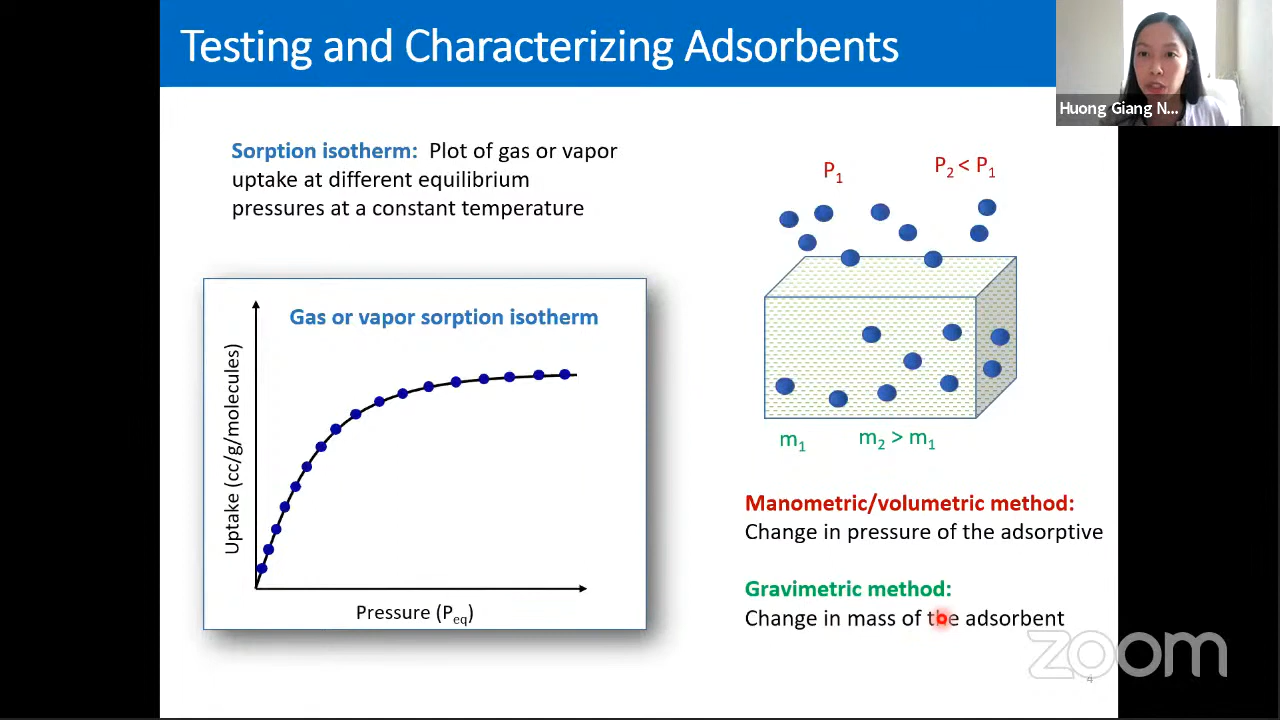 Testing and Characterizing Adsorbents
Huong Giang N...
Sorption isotherm: Plot of gas or vapor
uptake at different equilibrium
pressures at a constant temperature
P1
P2 < P1
Gas or vapor sorption isotherm
Uptake (cc/g/molecules)
Pressure (Peq)
m1
m2 > m1
Manometric/volumetric method:
Change in pressure of the adsorptive
Gravimetric method:
Change in mass of the adsorbent
zoom
4